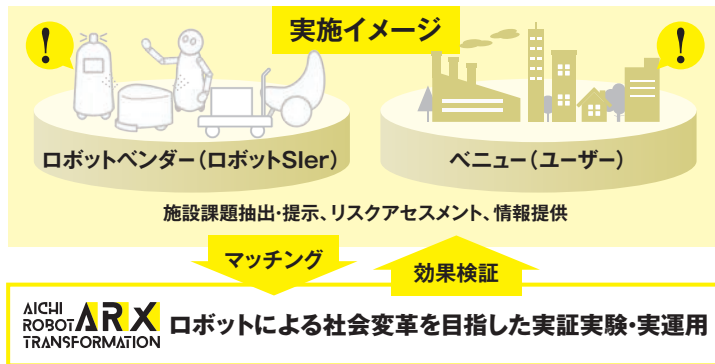 実施イメージ
!
!
ロボットベンダー(ロボットSIer)
ベニュー(ユーザー)
施設課題抽出・提示、リスクアセスメント、情報提供
マッチング
効果検証
AICHI
ROBOT
TRANSFORMATION
ARX
ロボットによる社会変革を目指した実証実験・実運用